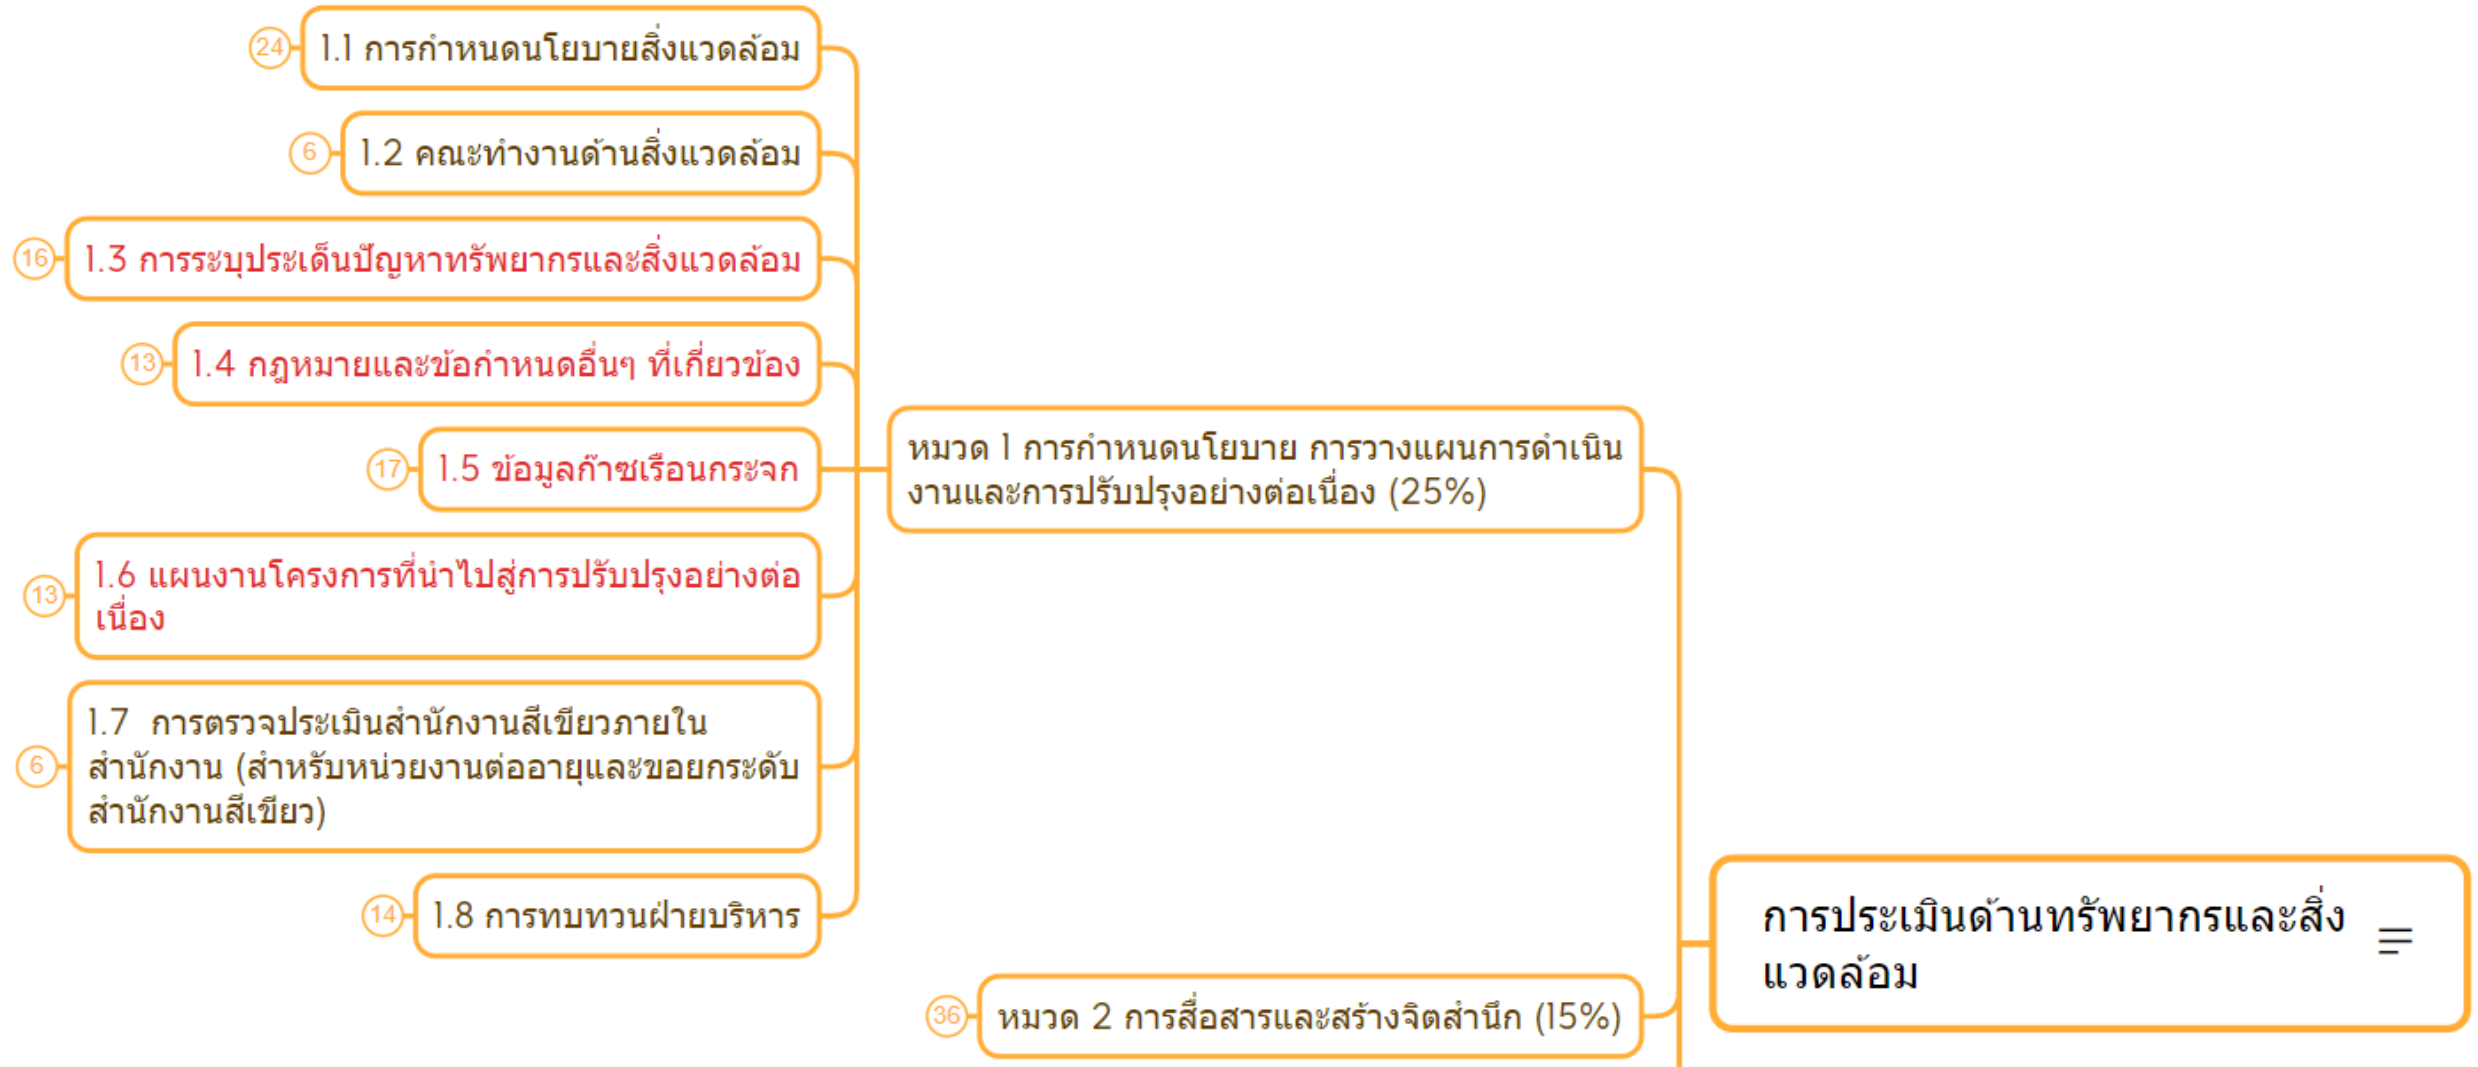 24
1.1 การกำหนดนโยบายสิ่งแวดล้อม
6
1.2 คณะทำงานด้านสิ่งแวดล้อม
16
1.3 การระบุประเด็นปัญหาทรัพยากรและสิ่งแวดล้อม
13
1.4 กฎหมายและข้อกำหนดอื่นๆ ที่เกี่ยวข้อง
17
1.5 ข้อมูลก๊าซเรือนกระจก
13
1.6 แผนงานโครงการที่นำไปสู่การปรับปรุงอย่างต่อ
เนื่อง
6
1.7 การตรวจประเมินสำนักงานสีเขียวภายใน
สำนักงาน (สำหรับหน่วยงานต่ออายุและขอยกระดับ
สำนักงานสีเขียว)
14
1.8 การทบทวนฝ่ายบริหาร
หมวด 1 การกำหนดนโยบาย การวางแผนการดำเนิน
งานและการปรับปรุงอย่างต่อเนื่อง (25%)
36
หมวด 2 การสื่อสารและสร้างจิตสำนึก (15%)
การประเมินด้านทรัพยากรและสิ่ง
แวดล้อม